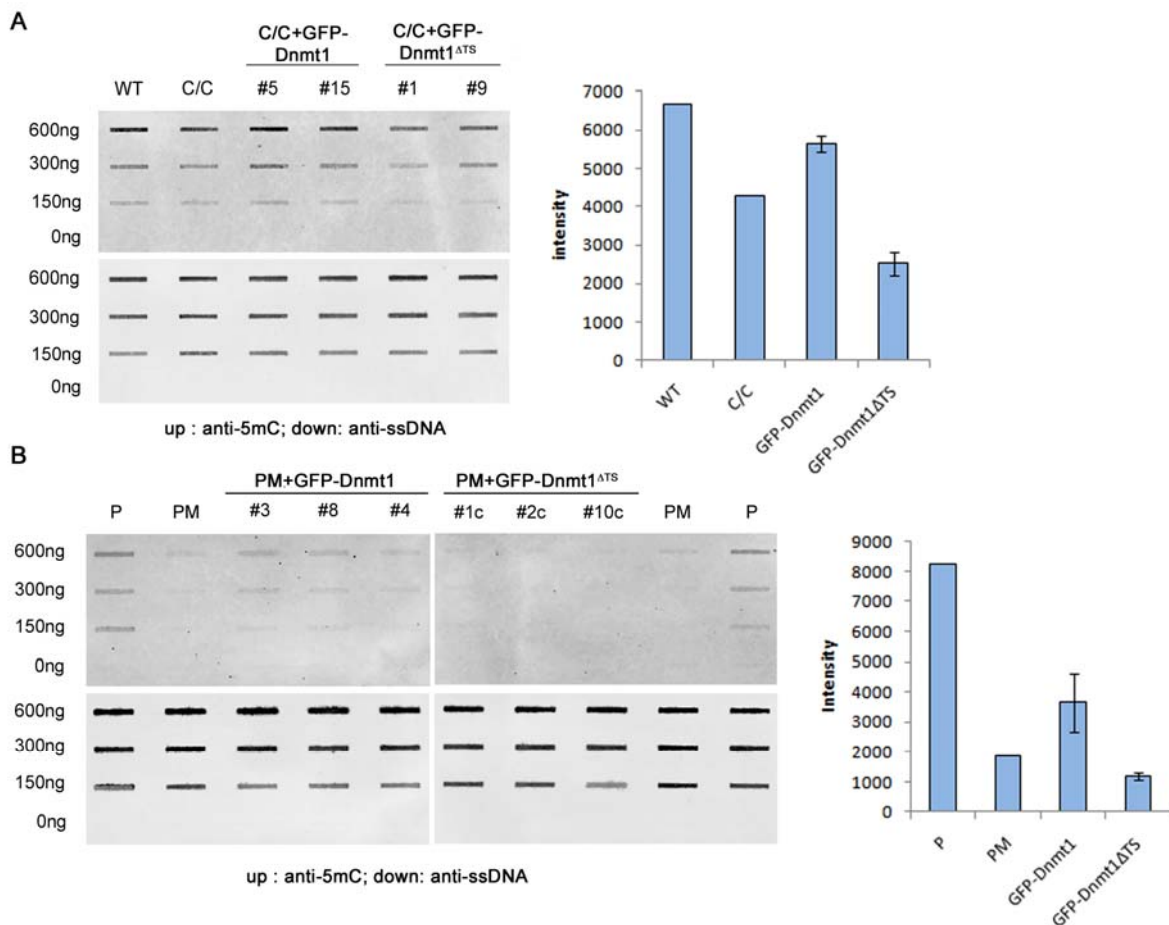 A
C/C+GFP-Dnmt1
C/C+GFP-Dnmt1ΔTS
WT C/C #5 #15 #1 #9
600ng
300ng
150ng
0ng
600ng
300ng
150ng
0ng
up : anti-5mC; down: anti-ssDNA
7000
6000
5000
4000
3000
2000
1000
0
intensity
WT
C/C
GFP-Dnmt1
GFP-Dnmt1ΔTS
B
PM+GFP-Dnmt1
PM+GFP-Dnmt1ΔTS
P PM #3 #8 #4 #1c #2c #10c PM P
600ng
300ng
150ng
0ng
600ng
300ng
150ng
0ng
up : anti-5mC; down: anti-ssDNA
9000
8000
7000
6000
5000
4000
3000
2000
1000
0
Intensity
P
PM
GFP-Dnmt1
GFP-Dnmt1ΔTS